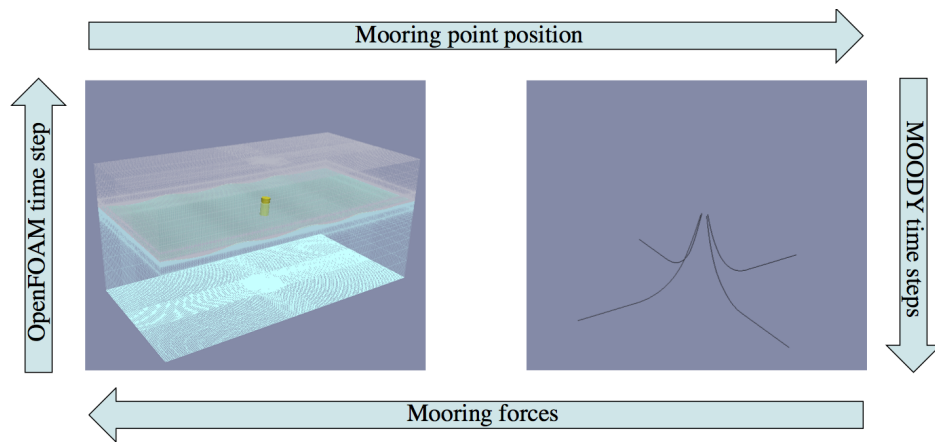 Mooring point position
OpenFOAM time step
MOODY time steps
Mooring forces